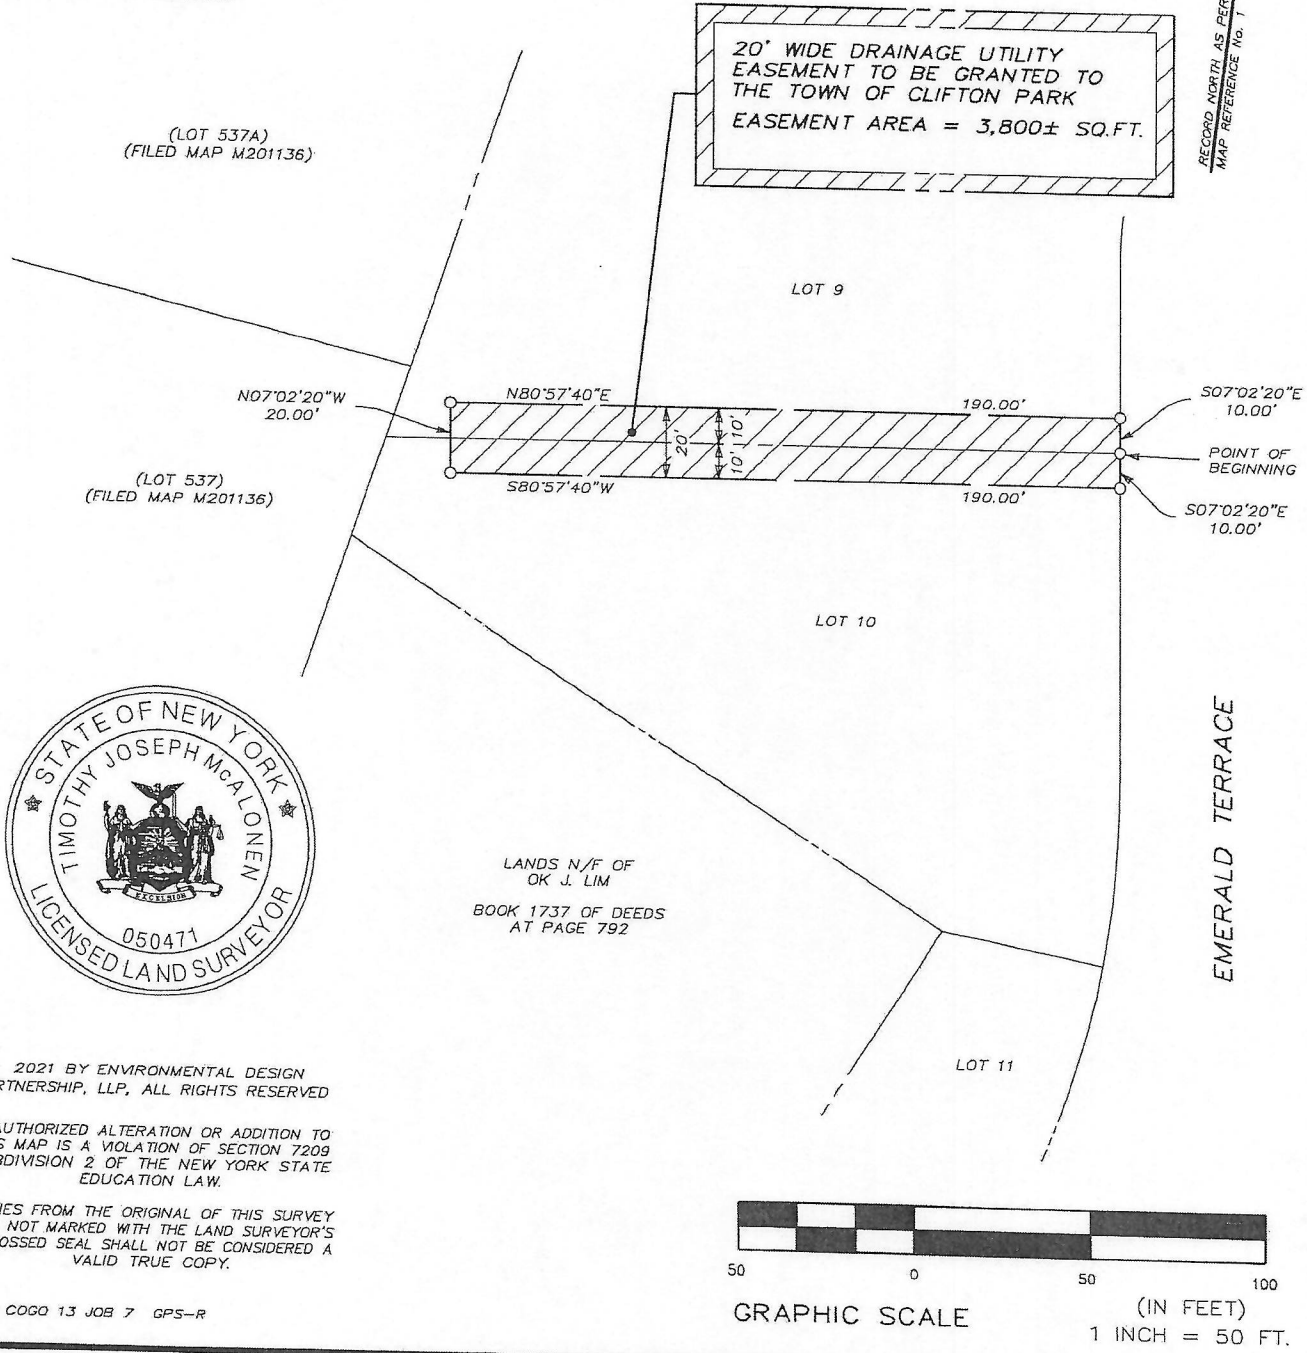 20' WIDE DRAINAGE UTILITY
EASEMENT TO BE GRANTED TO
THE TOWN OF CLIFTON PARK
EASEMENT AREA = 3,800± SQ.FT.
RECORD NORTH AS PER
MAP REFERENCE No. 1
(LOT 537A)
(FILED MAP M201136)
LOT 9
N07°02'20"W
20.00'
N80°57'40"E
190.00'
S07°02'20"E
10.00'
20'
10'
10'
POINT OF
BEGINNING
(LOT 537)
(FILED MAP M201136)
S80°57'40"W
190.00'
S07°02'20"E
10.00'
LOT 10
EMERALD TERRACE
STATE OF NEW YORK
TIMOTHY JOSEPH McALONEN
EXCELSIOR
050471
LICENSED LAND SURVEYOR
LANDS N/F OF
OK J. LIM
BOOK 1737 OF DEEDS
AT PAGE 792
LOT 11
2021 BY ENVIRONMENTAL DESIGN
RTNERSHIP, LLP, ALL RIGHTS RESERVED
AUTHORIZED ALTERATION OR ADDITION TO
S MAP IS A VIOLATION OF SECTION 7209
BDIVISION 2 OF THE NEW YORK STATE
EDUCATION LAW.
IES FROM THE ORIGINAL OF THIS SURVEY
NOT MARKED WITH THE LAND SURVEYOR'S
OSSED SEAL SHALL NOT BE CONSIDERED A
VALID TRUE COPY.
COGO 13 JOB 7 GPS-R
50 0 50 100
GRAPHIC SCALE
(IN FEET)
1 INCH = 50 FT.